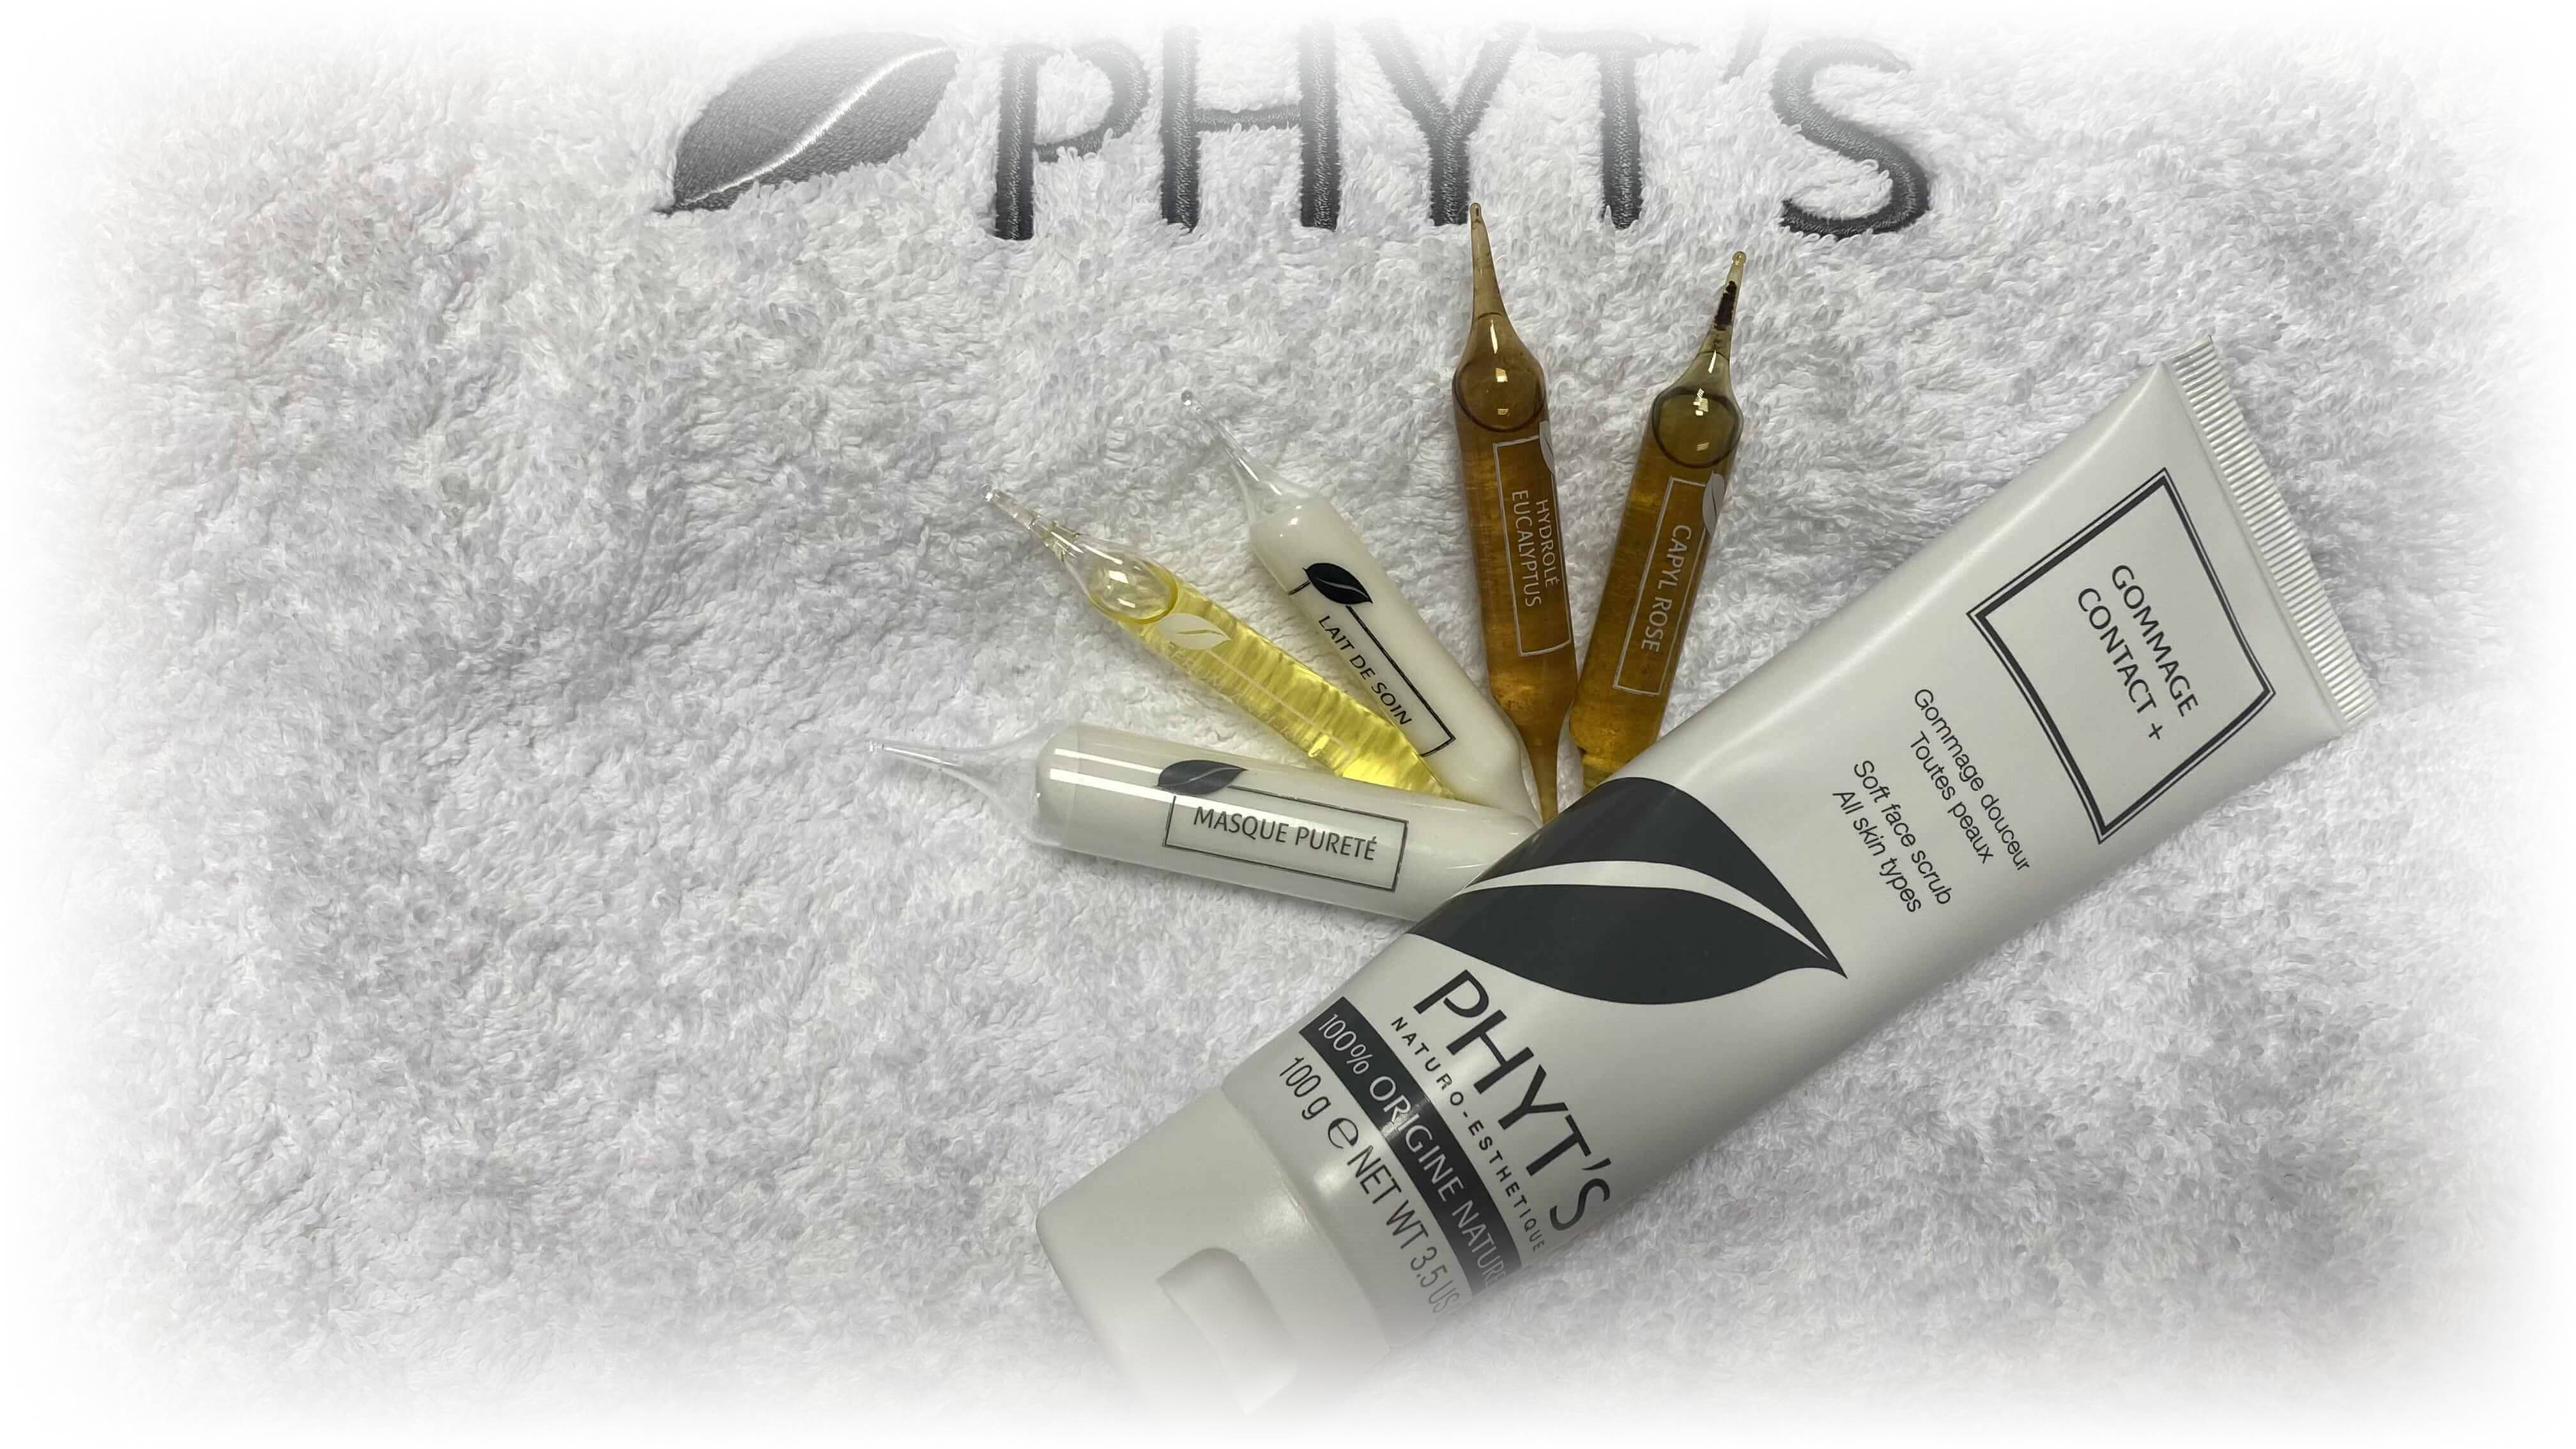 PHYT'S
HYDROLÉ
EUCALYPTUS
CAPYL ROSE
LAIT DE SOIN
MASQUE PURETÉ
GOMMAGE
CONTACT +
Gommage douceur
Toutes peaux
Soft face scrub
All skin types
PHYT'S
NATURO-ESTHETIQUE
100% ORIGINE
100 g e NET WT 3.5 US